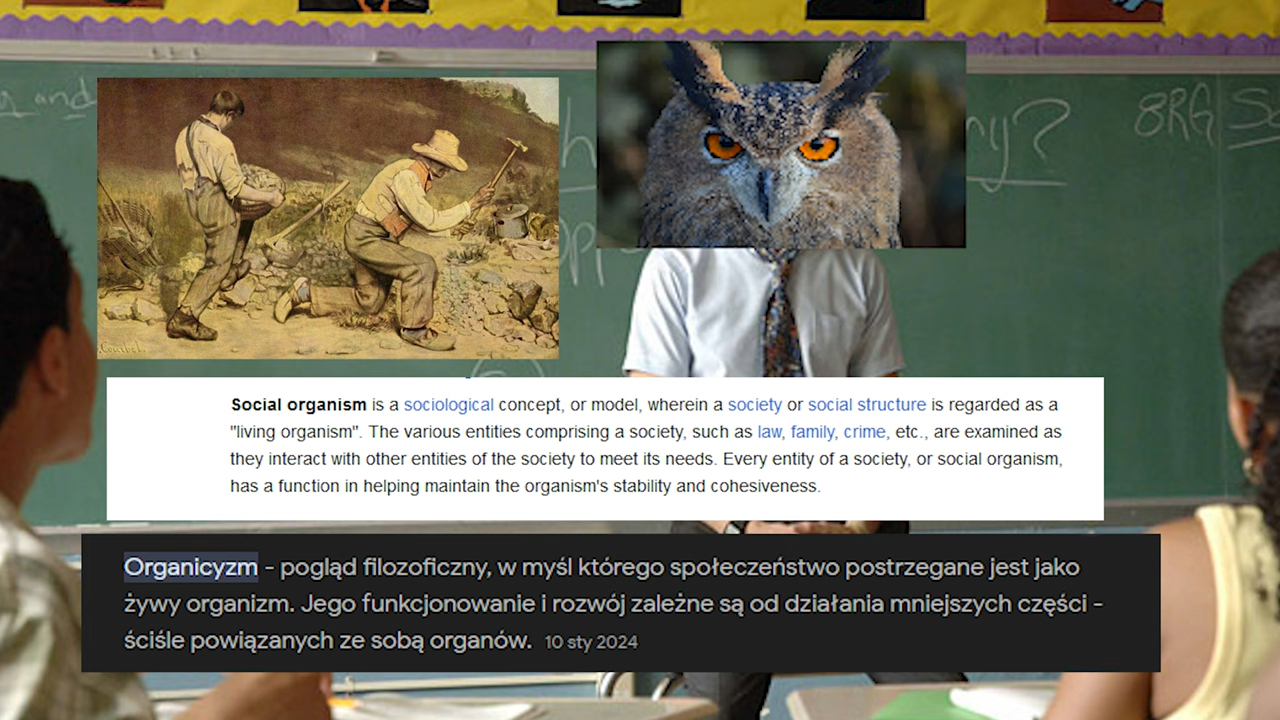 and
8RG
ry?
Social organism is a sociological concept, or model, wherein a society or social structure is regarded as a
"living organism". The various entities comprising a society, such as law, family, crime, etc., are examined as
they interact with other entities of the society to meet its needs. Every entity of a society, or social organism,
has a function in helping maintain the organism's stability and cohesiveness.
Organicyzm - pogląd filozoficzny, w myśl którego społeczeństwo postrzegane jest jako
żywy organizm. Jego funkcjonowanie i rozwój zależne są od działania mniejszych części -
ściśle powiązanych ze sobą organów. 10 sty 2024